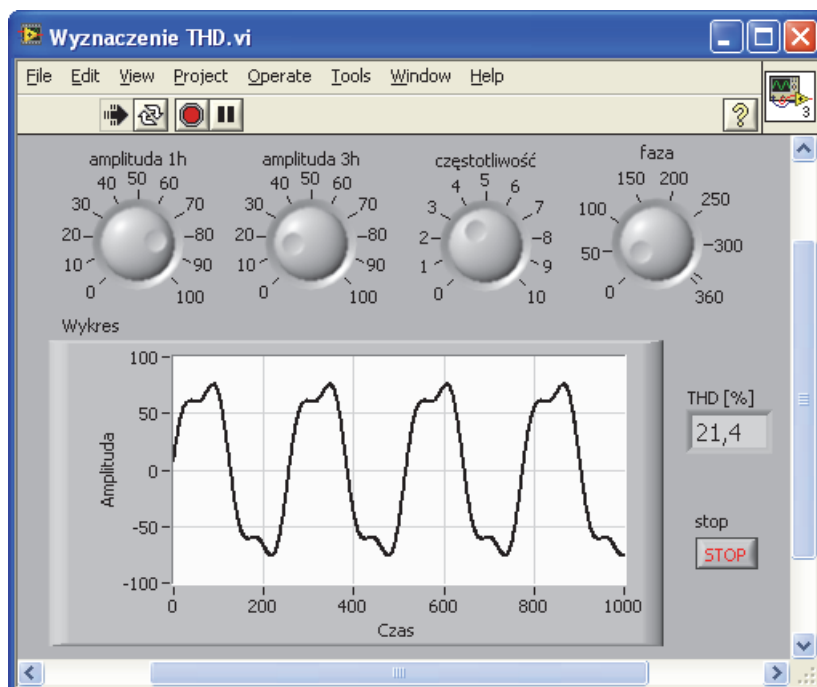 Wyznaczenie THD.vi
File Edit View Project Operate Tools Window Help
3
amplituda 1h
0 10 20 30 40 50 60 70 80 90 100
amplituda 3h
0 10 20 30 40 50 60 70 80 90 100
częstotliwość
0 1 2 3 4 5 6 7 8 9 10
faza
0 50 100 150 200 250 300 360
Wykres
100
50
0
-50
-100
Amplituda
0 200 400 600 800 1000
Czas
THD [%]
21,4
stop
STOP